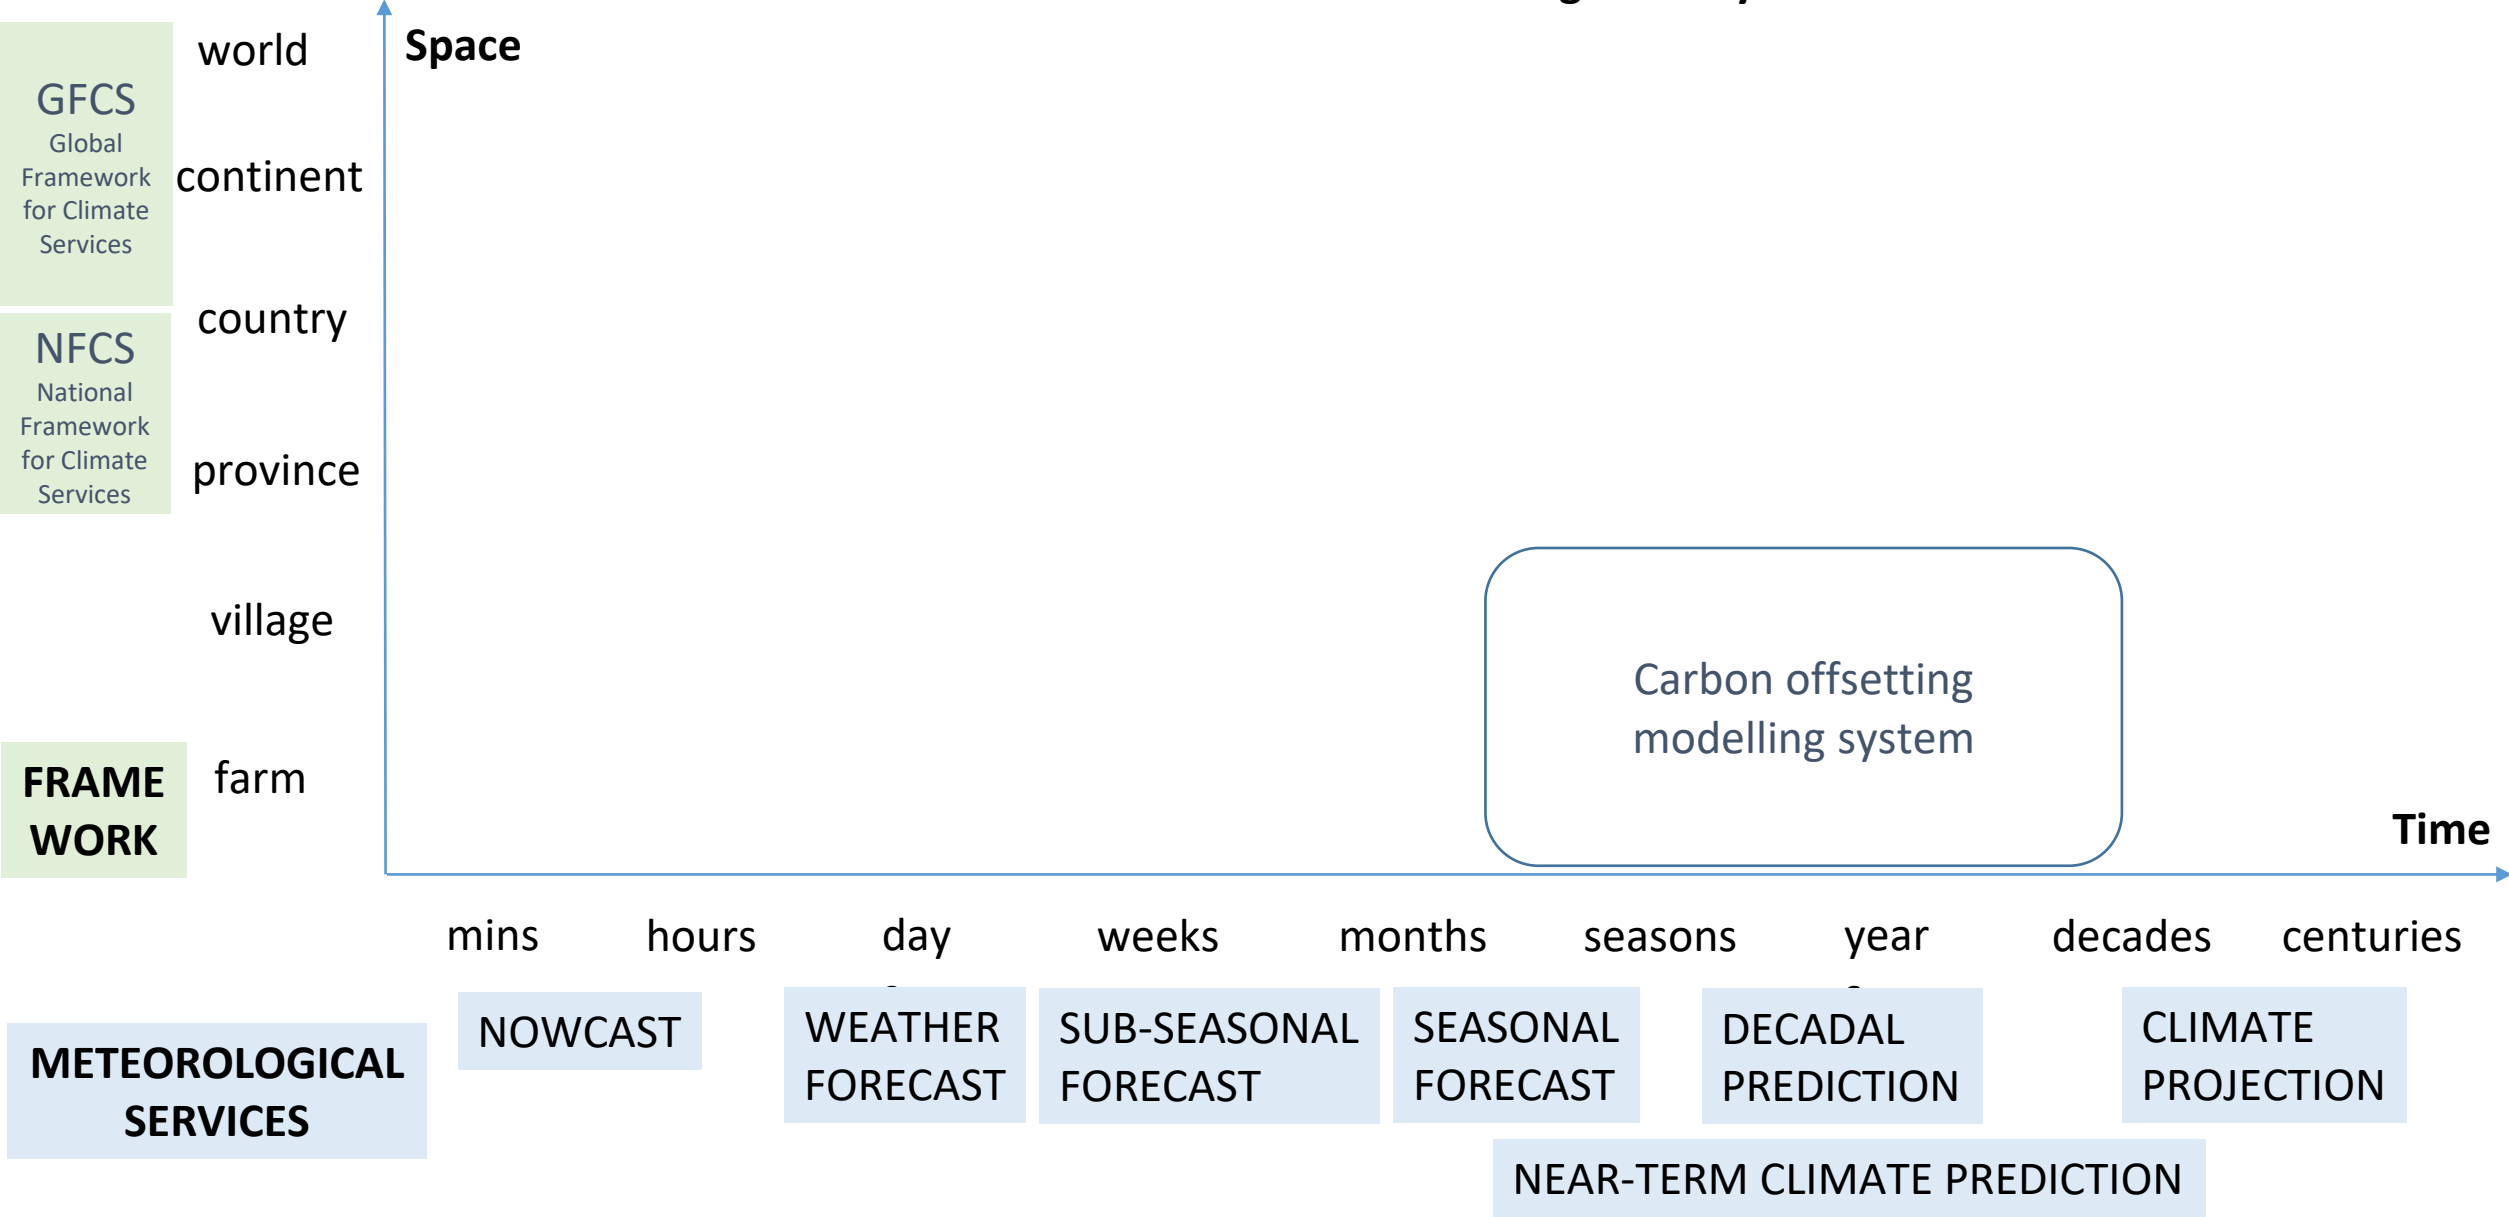 world
Space
GFCS
Global
Framework
for Climate
Services
continent
country
NFCS
National
Framework
for Climate
Services
province
village
Carbon offsetting
modelling system
farm
FRAME
WORK
Time
mins
hours
day
weeks
months
seasons
year
decades
centuries
METEOROLOGICAL
SERVICES
NOWCAST
WEATHER
FORECAST
SUB-SEASONAL
FORECAST
SEASONAL
FORECAST
DECADAL
PREDICTION
CLIMATE
PROJECTION
NEAR-TERM CLIMATE PREDICTION